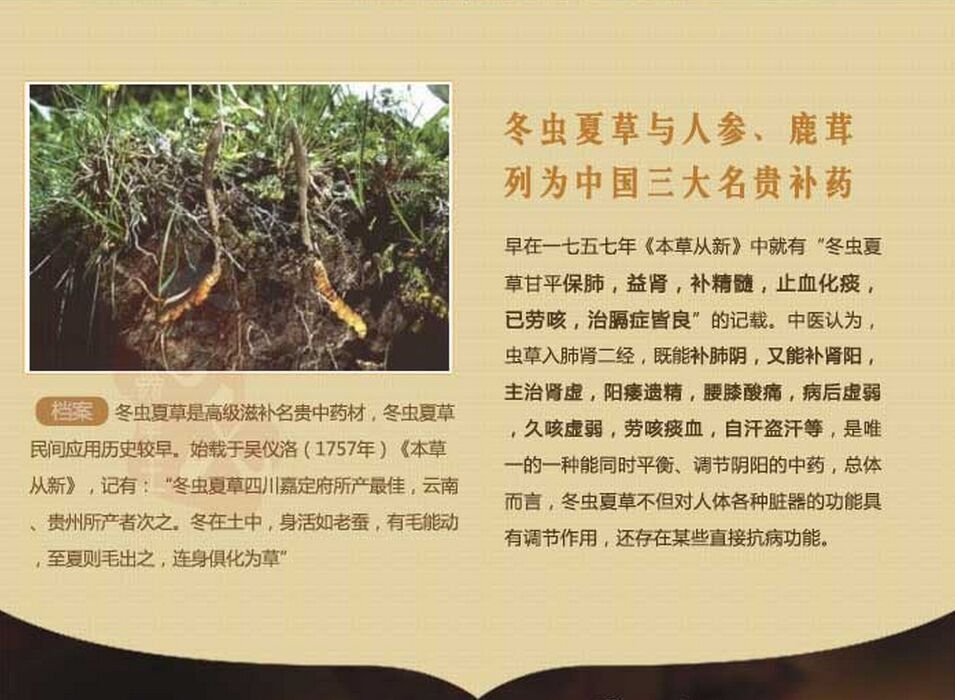 冬虫夏草与人参、鹿茸
列为中国三大名贵补药
早在一七五七年《本草从新》中就有“冬虫夏
草甘平保肺，益肾，补精髓，止血化痰，
已劳咳，治膈症皆良”的记载。中医认为，
虫草入肺肾二经，既能补肺阴，又能补肾阳，
主治肾虚，阳痿遗精，腰膝酸痛，病后虚弱
，久咳虚弱，劳咳痰血，自汗盗汗等，是唯
一的一种能同时平衡、调节阴阳的中药，总体
而言，冬虫夏草不但对人体各种脏器的功能具
有调节作用，还存在某些直接抗病功能。
档案 冬虫夏草是高级滋补名贵中药材，冬虫夏草
民间应用历史较早。始载于吴仪洛（1757年）《本草
从新》，记有：“冬虫夏草四川嘉定府所产最佳，云南
、贵州所产者次之。冬在土中，身活如老蚕，有毛能动
，至夏则毛出之，连身俱化为草”